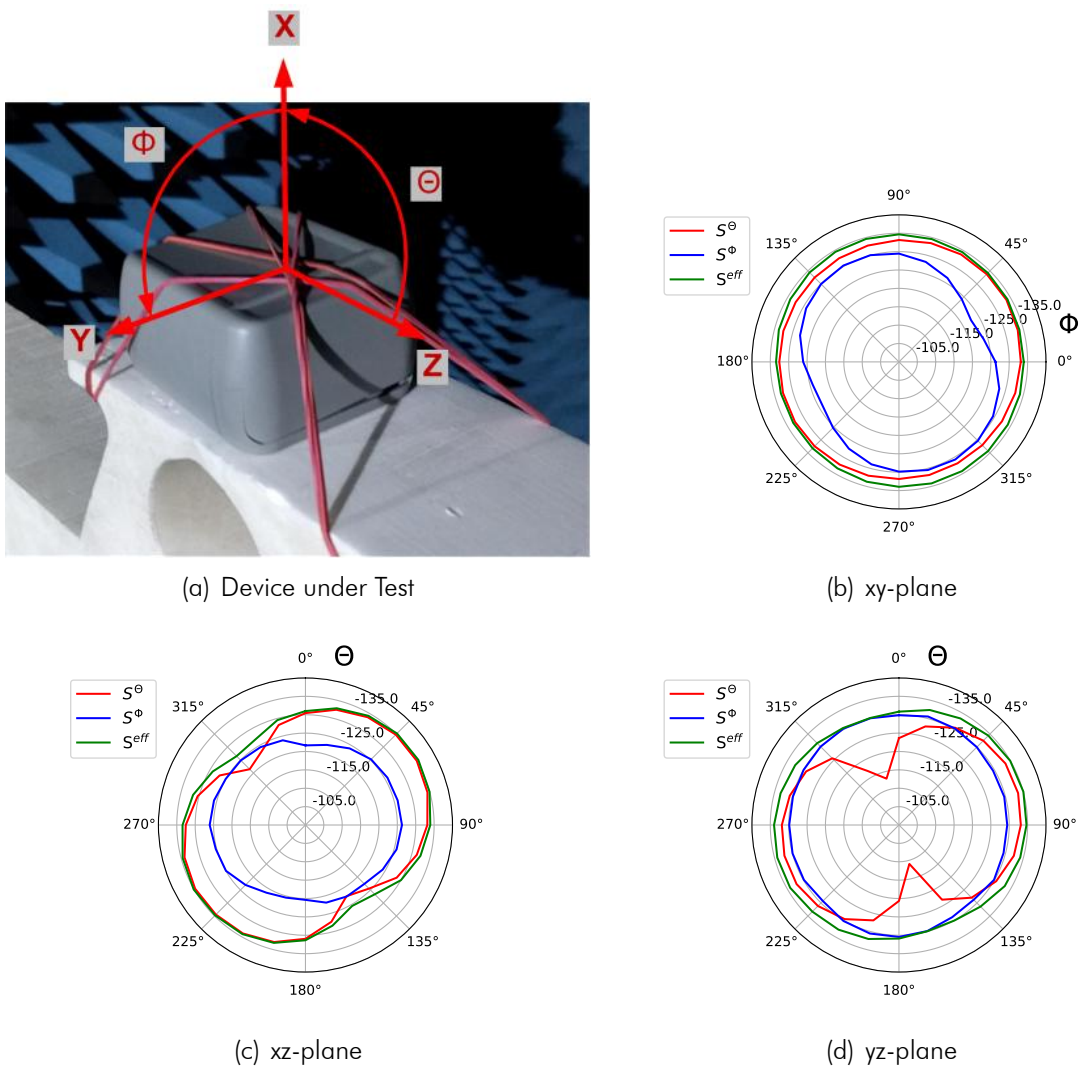 X
Φ
Θ
Y
Z
(a) Device under Test
S^Θ
S^Φ
S^eff
90°
45°
135°
-135.0
-125.0
-115.0
-105.0
Φ
180°
0°
225°
315°
270°
(b) xy-plane
0° Θ
S^Θ
S^Φ
S^eff
315°
-135.0
45°
-125.0
-115.0
-105.0
270°
90°
225°
135°
180°
(c) xz-plane
0° Θ
S^Θ
S^Φ
S^eff
315°
-135.0
45°
-125.0
-115.0
-105.0
270°
90°
225°
135°
180°
(d) yz-plane